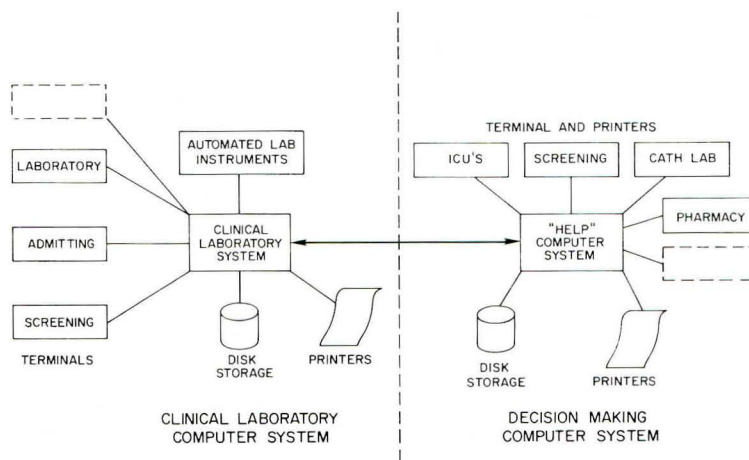 LABORATORY
ADMITTING
SCREENING
TERMINALS
AUTOMATED LAB
INSTRUMENTS
CLINICAL
LABORATORY
SYSTEM
DISK
STORAGE
PRINTERS
CLINICAL LABORATORY
COMPUTER SYSTEM
TERMINAL AND PRINTERS
ICU'S
SCREENING
CATH LAB
PHARMACY
"HELP"
COMPUTER
SYSTEM
DISK
STORAGE
PRINTERS
DECISION MAKING
COMPUTER SYSTEM